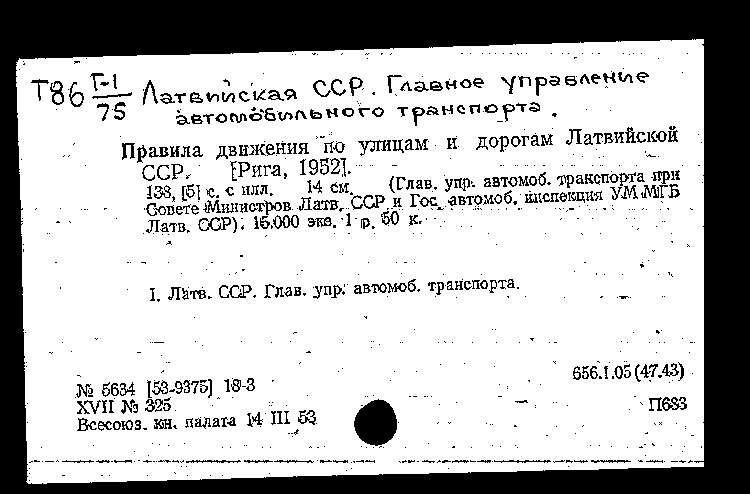 Т86 Г-1/75 Латвийская ССР. Главное управление
автомобильного транспорта.
Правила движения по улицам и дорогам Латвийской
ССР. [Рига, 1952].
138, [5] с. с илл. 14 см. (Глав. упр. автомоб. транспорта при
Совете Министров Латв. ССР и Гос. автомоб. инспекция УМ МГБ
Латв. ССР). 15.000 экз. 1 р. 50 к.
I. Латв. ССР. Глав. упр. автомоб. транспорта.
656.1.05(47.43)
№ 5634 [53-9375] 18-3
XVII № 325
П683
Всесоюз. кн. палата 14 III 53